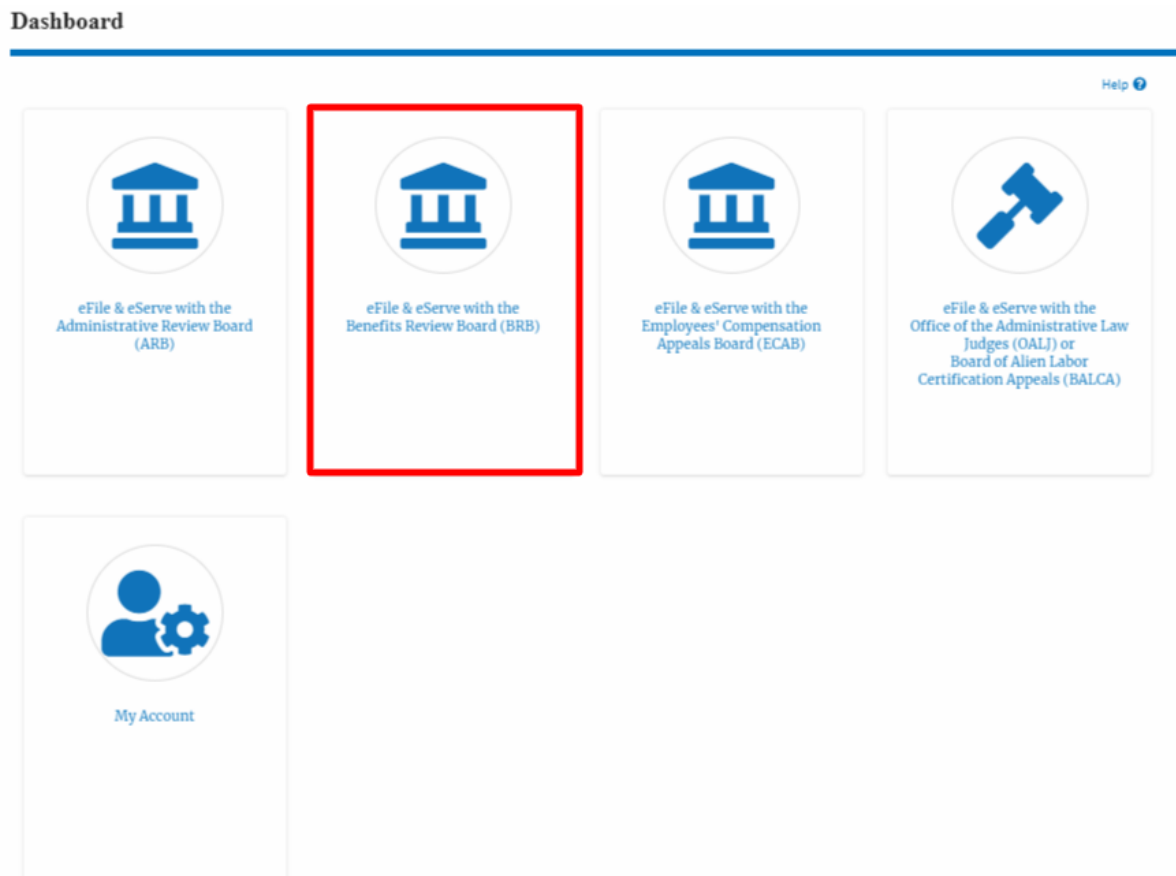 Dashboard
Help
eFile & eServe with the
Administrative Review Board
(ARB)
eFile & eServe with the
Benefits Review Board (BRB)
eFile & eServe with the
Employees' Compensation
Appeals Board (ECAB)
eFile & eServe with the
Office of the Administrative Law
Judges (OALJ) or
Board of Alien Labor
Certification Appeals (BALCA)
My Account